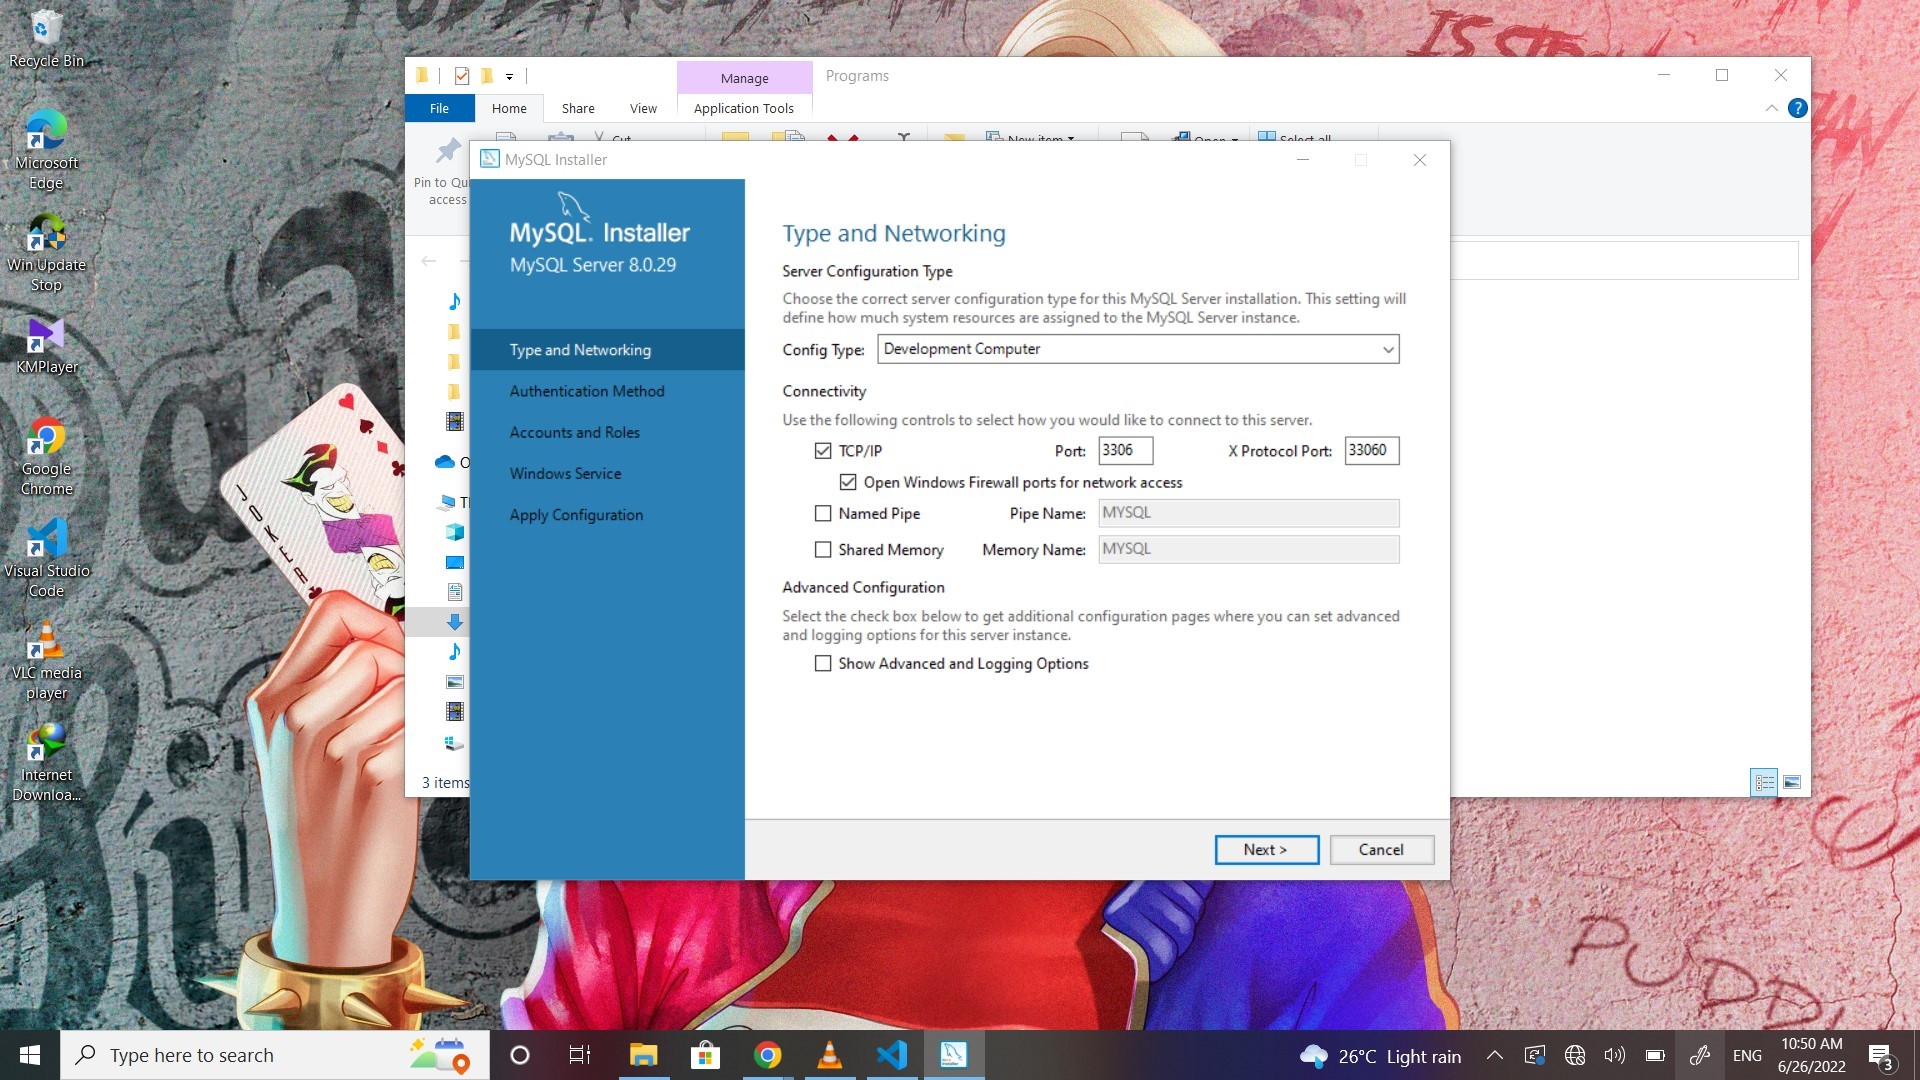 Recycle Bin
Microsoft
Edge
Win Update
Stop
KMPlayer
Google
Chrome
Visual Studio
Code
VLC media
player
Internet
Downloa...
JOKER
IS
PUDD
Manage
Programs
File
Home
Share
View
Application Tools
Cut
New item
Open
Select all
Pin to Qu
access
3 items
MySQL Installer
MySQL. Installer
MySQL Server 8.0.29
Type and Networking
Authentication Method
Accounts and Roles
Windows Service
Apply Configuration
Type and Networking
Server Configuration Type
Choose the correct server configuration type for this MySQL Server installation. This setting will
define how much system resources are assigned to the MySQL Server instance.
Config Type: Development Computer
Connectivity
Use the following controls to select how you would like to connect to this server.
TCP/IP Port: 3306 X Protocol Port: 33060
Open Windows Firewall ports for network access
Named Pipe Pipe Name: MYSQL
Shared Memory Memory Name: MYSQL
Advanced Configuration
Select the check box below to get additional configuration pages where you can set advanced
and logging options for this server instance.
Show Advanced and Logging Options
Next >
Cancel
Type here to search
26°C Light rain
ENG
10:50 AM
6/26/2022
3